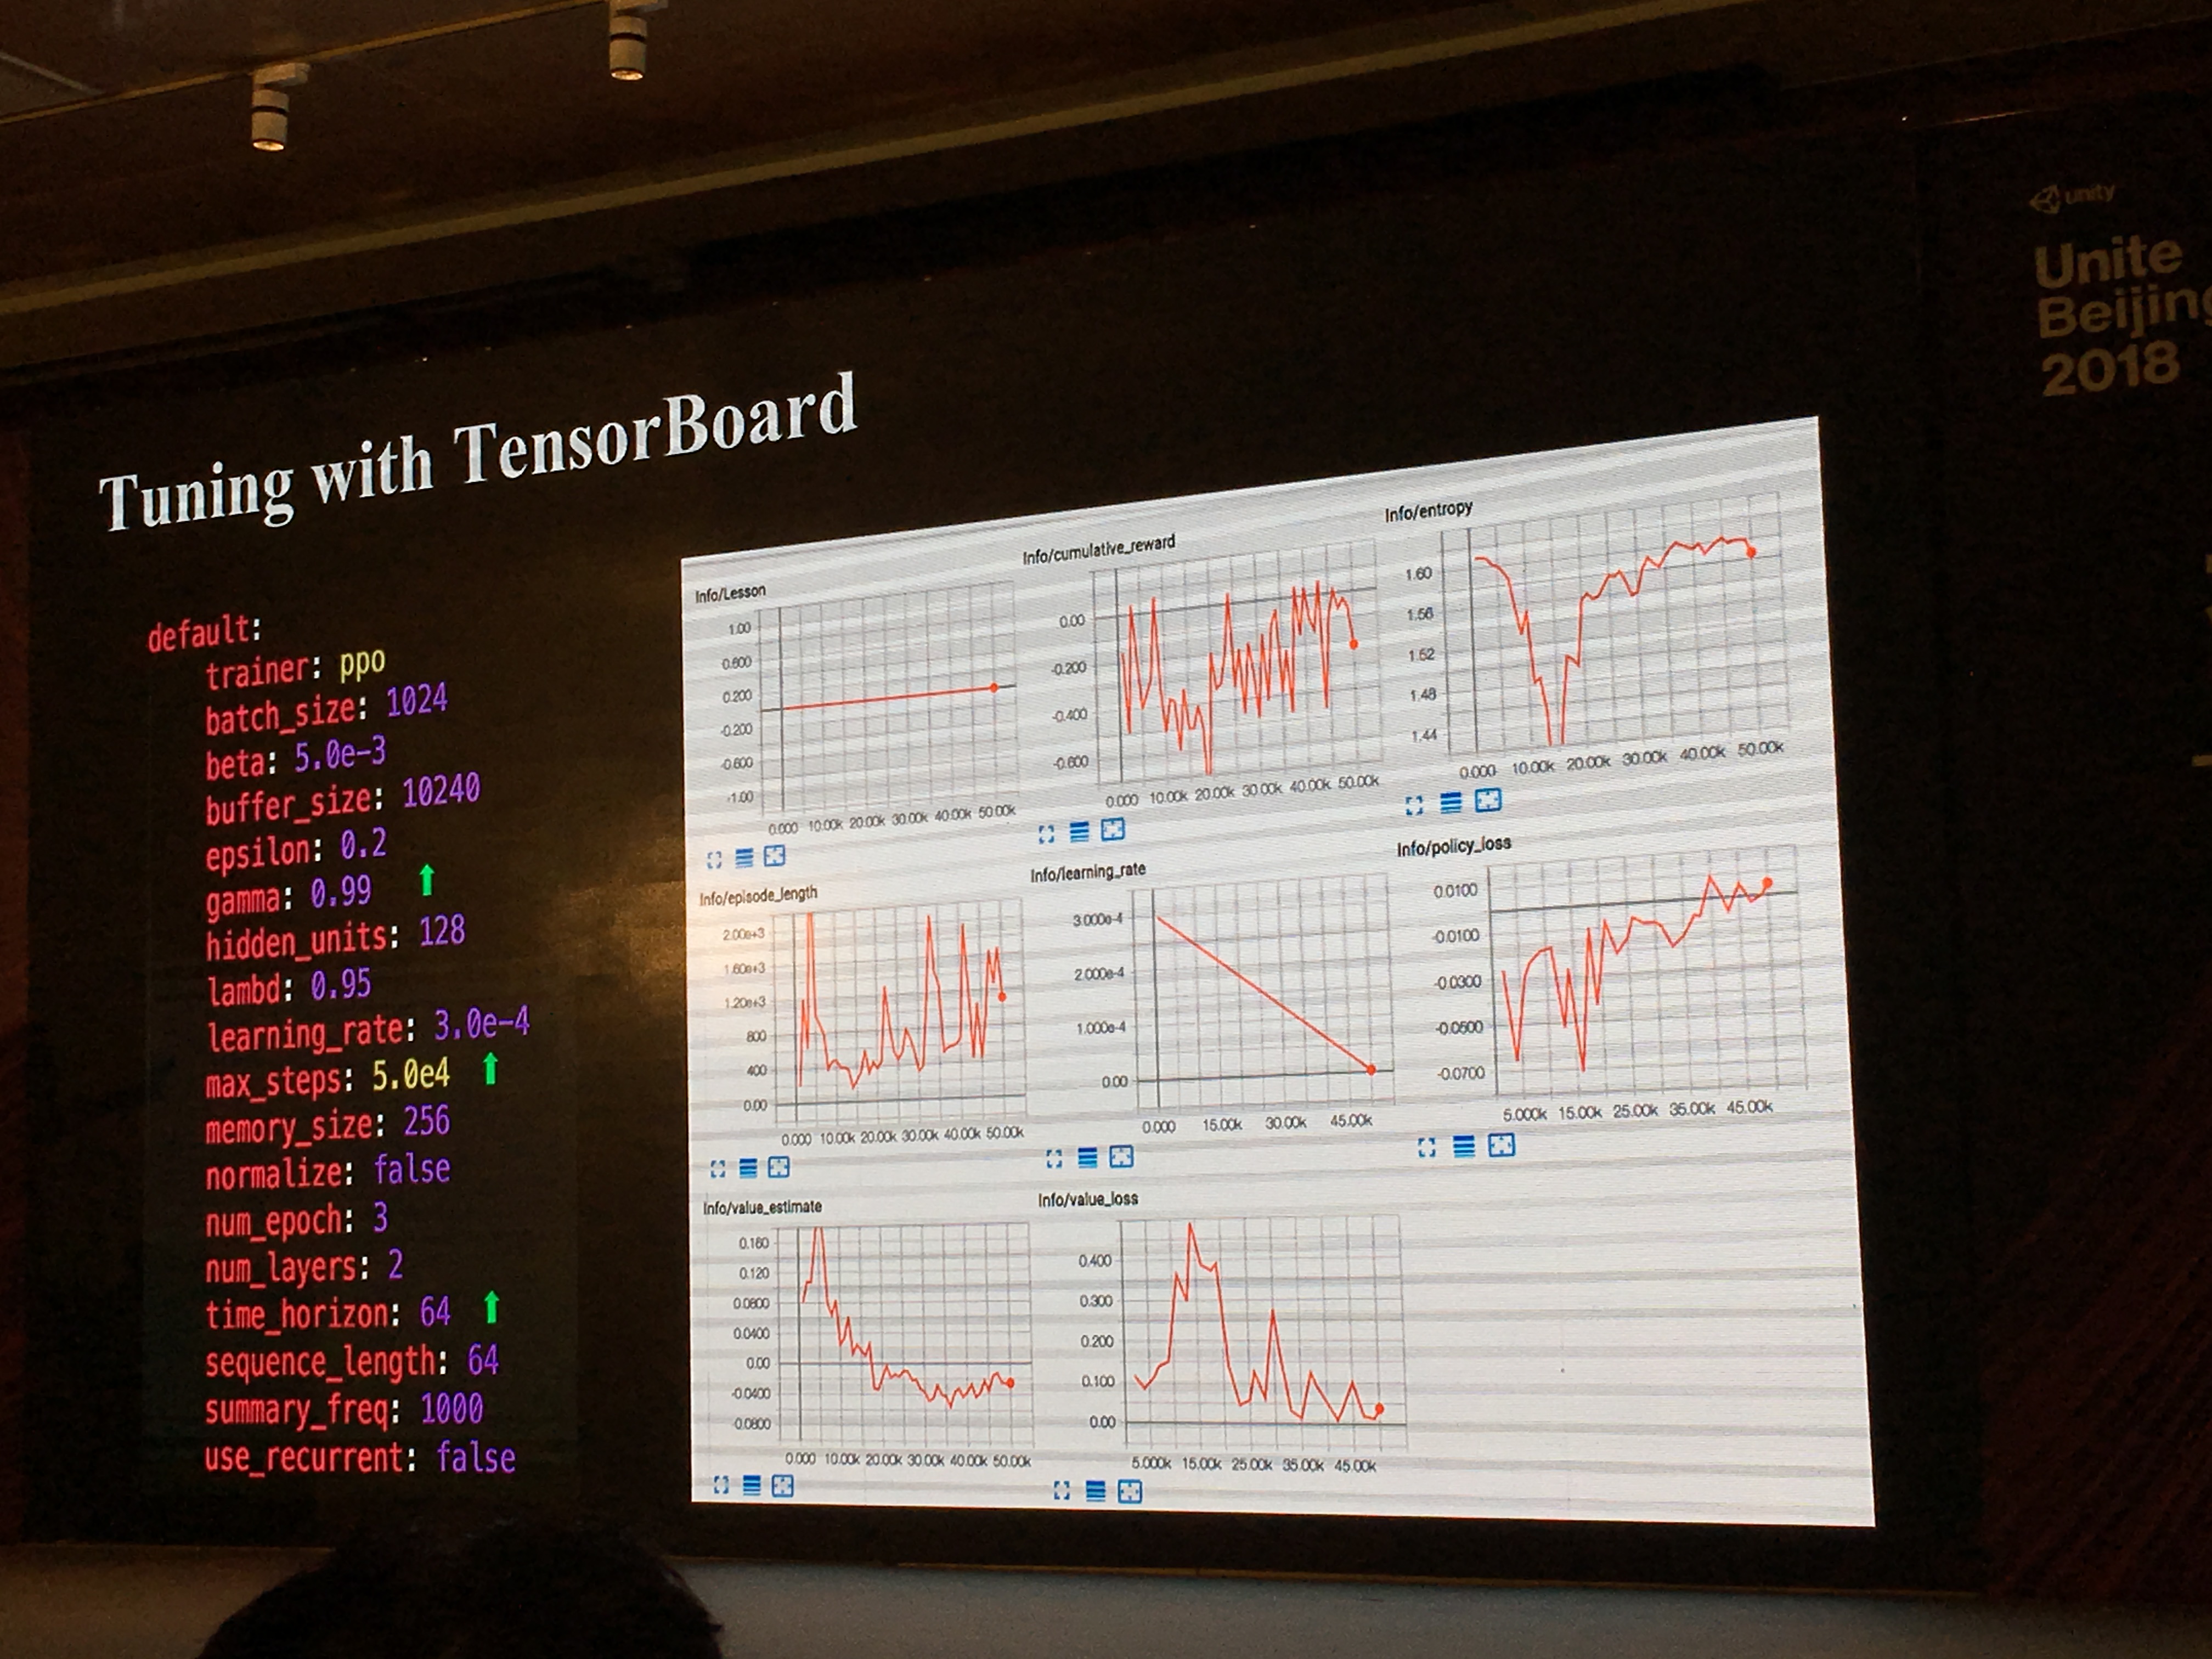 unity
Unite
Beijing
2018
Tuning with TensorBoard
default:
trainer: ppo
batch_size: 1024
beta: 5.0e-3
buffer_size: 10240
epsilon: 0.2
gamma: 0.99
hidden_units: 128
lambd: 0.95
learning_rate: 3.0e-4
max_steps: 5.0e4
memory_size: 256
normalize: false
num_epoch: 3
num_layers: 2
time_horizon: 64
sequence_length: 64
summary_freq: 1000
use_recurrent: false
Info/Lesson
1.00
0.600
0.200
-0.200
-0.600
-1.00
0.000 10.00k 20.00k 30.00k 40.00k 50.00k
Info/cumulative_reward
0.00
-0.200
-0.400
-0.600
0.000 10.00k 20.00k 30.00k 40.00k 50.00k
Info/entropy
1.60
1.56
1.52
1.48
1.44
0.000 10.00k 20.00k 30.00k 40.00k 50.00k
Info/episode_length
2.00e+3
1.60e+3
1.20e+3
800
400
0.00
0.000 10.00k 20.00k 30.00k 40.00k 50.00k
Info/learning_rate
3.000e-4
2.000e-4
1.000e-4
0.00
0.000 15.00k 30.00k 45.00k
Info/policy_loss
0.0100
-0.0100
-0.0300
-0.0500
-0.0700
5.000k 15.00k 25.00k 35.00k 45.00k
Info/value_estimate
0.160
0.120
0.0800
0.0400
0.00
-0.0400
-0.0800
0.000 10.00k 20.00k 30.00k 40.00k 50.00k
Info/value_loss
0.400
0.300
0.200
0.100
0.00
5.000k 15.00k 25.00k 35.00k 45.00k